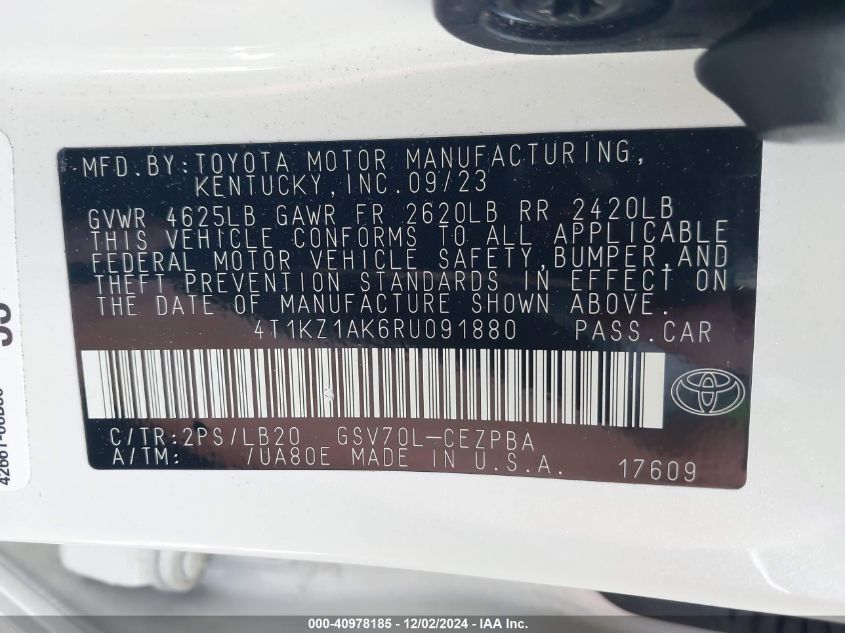 MFD.BY:TOYOTA MOTOR MANUFACTURING,
KENTUCKY,INC.09/23
GVWR 4625LB GAWR FR 2620LB RR 2420LB
THIS VEHICLE CONFORMS TO ALL APPLICABLE
FEDERAL MOTOR VEHICLE SAFETY,BUMPER,AND
THEFT PREVENTION STANDARDS IN EFFECT ON
THE DATE OF MANUFACTURE SHOWN ABOVE.
4T1KZ1AK6RU091880 PASS.CAR
C/TR:2PS/LB20 GSV70L-CEZPBA
A/TM: /UA80E MADE IN U.S.A. 17609
000-40978185 - 12/02/2024 - IAA Inc.